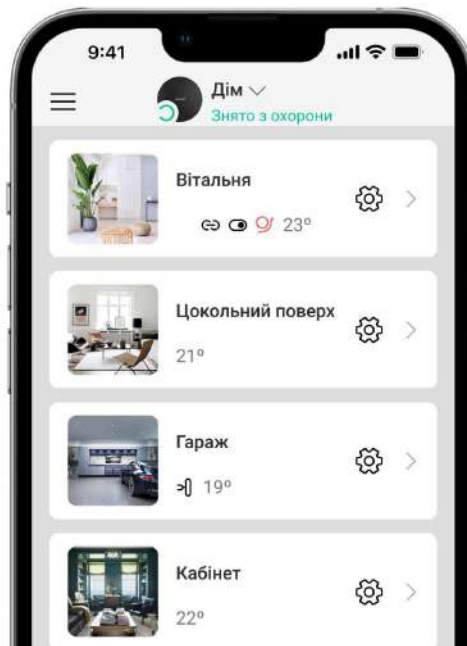 9:41
Дім
Знято з охорони
Вітальня
23°
Цокольний поверх
21°
Гараж
19°
Кабінет
22°